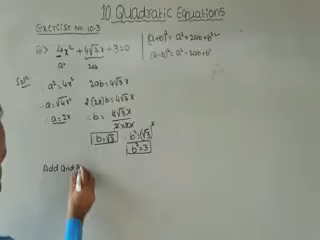 10 Quadratic Equations
Exercise No. 10.3
iii) 4x² + 4√3x + 3 = 0
a² 2ab
(a+b)² = a² + 2ab + b²
(a-b)² = a² - 2ab + b²
Solⁿ:
∴ a² = 4x² 2ab = 4√3x
∴ a = √4x² 2(2x)b = 4√3x
∴ a = 2x ∴ b = 4√3x
b = √3 b² = (√3)²
b² = 3
Add and